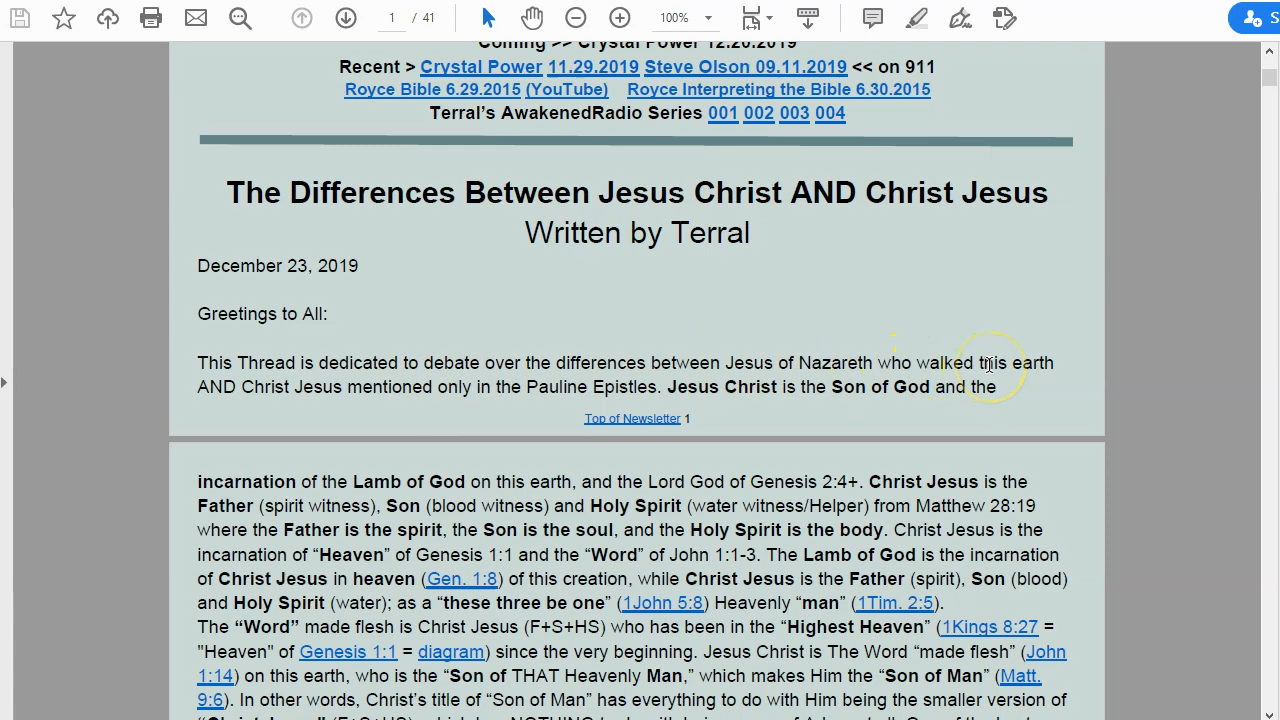 1 / 41
100%
S
Coming >> Crystal Power 12.20.2019
Recent > Crystal Power 11.29.2019 Steve Olson 09.11.2019 << on 911
Royce Bible 6.29.2015 (YouTube) Royce Interpreting the Bible 6.30.2015
Terral's AwakenedRadio Series 001 002 003 004
The Differences Between Jesus Christ AND Christ Jesus
Written by Terral
December 23, 2019
Greetings to All:
This Thread is dedicated to debate over the differences between Jesus of Nazareth who walked this earth
AND Christ Jesus mentioned only in the Pauline Epistles. Jesus Christ is the Son of God and the
Top of Newsletter 1
incarnation of the Lamb of God on this earth, and the Lord God of Genesis 2:4+. Christ Jesus is the
Father (spirit witness), Son (blood witness) and Holy Spirit (water witness/Helper) from Matthew 28:19
where the Father is the spirit, the Son is the soul, and the Holy Spirit is the body. Christ Jesus is the
incarnation of “Heaven” of Genesis 1:1 and the “Word” of John 1:1-3. The Lamb of God is the incarnation
of Christ Jesus in heaven (Gen. 1:8) of this creation, while Christ Jesus is the Father (spirit), Son (blood)
and Holy Spirit (water); as a “these three be one” (1John 5:8) Heavenly “man” (1Tim. 2:5).
The “Word” made flesh is Christ Jesus (F+S+HS) who has been in the “Highest Heaven” (1Kings 8:27 =
"Heaven" of Genesis 1:1 = diagram) since the very beginning. Jesus Christ is The Word “made flesh” (John
1:14) on this earth, who is the “Son of THAT Heavenly Man,” which makes Him the “Son of Man” (Matt.
9:6). In other words, Christ’s title of “Son of Man” has everything to do with Him being the smaller version of